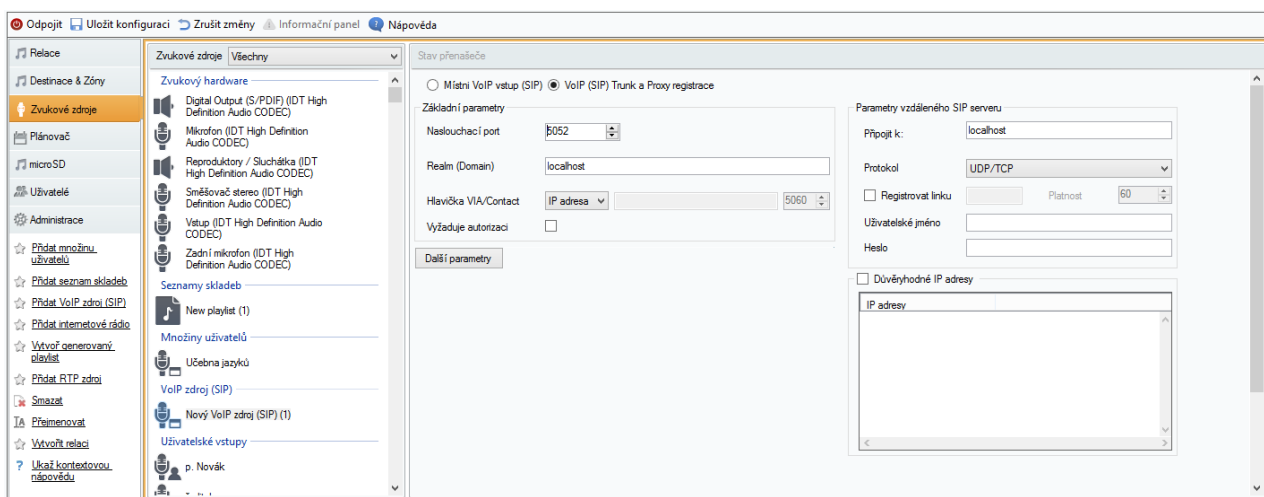 Odpojit Uložit konfiguraci Zrušit změny Informační panel Nápověda
Relace
Destinace & Zóny
Zvukové zdroje
Plánovač
microSD
Uživatelé
Administrace
Přidat množinu
uživatelů
Přidat seznam skladeb
Přidat VoIP zdroj (SIP)
Přidat internetové rádio
Vytvoř generovaný
playlist
Přidat RTP zdroj
Smazat
Přejmenovat
Vytvořit relaci
Ukaž kontextovou
nápovědu
Zvukové zdroje Všechny
Zvukový hardware
Digital Output (S/PDIF) (IDT High
Definition Audio CODEC)
Mikrofon (IDT High Definition
Audio CODEC)
Reproduktory / Sluchátka (IDT
High Definition Audio CODEC)
Směšovač stereo (IDT High
Definition Audio CODEC)
Vstup (IDT High Definition Audio
CODEC)
Zadní mikrofon (IDT High
Definition Audio CODEC)
Seznamy skladeb
New playlist (1)
Množiny uživatelů
Učebna jazyků
VoIP zdroj (SIP)
Nový VoIP zdroj (SIP) (1)
Uživatelské vstupy
p. Novák
Stav přenašeče
Místni VoIP vstup (SIP) VoIP (SIP) Trunk a Proxy registrace
Základní parametry
Naslouchací port 5052
Realm (Domain) localhost
Hlavička VIA/Contact IP adresa 5060
Vyžaduje autorizaci
Další parametry
Parametry vzdáleného SIP serveru
Připojit k: localhost
Protokol UDP/TCP
Registrovat linku Platnost 60
Uživatelské jméno
Heslo
Důvěryhodné IP adresy
IP adresy